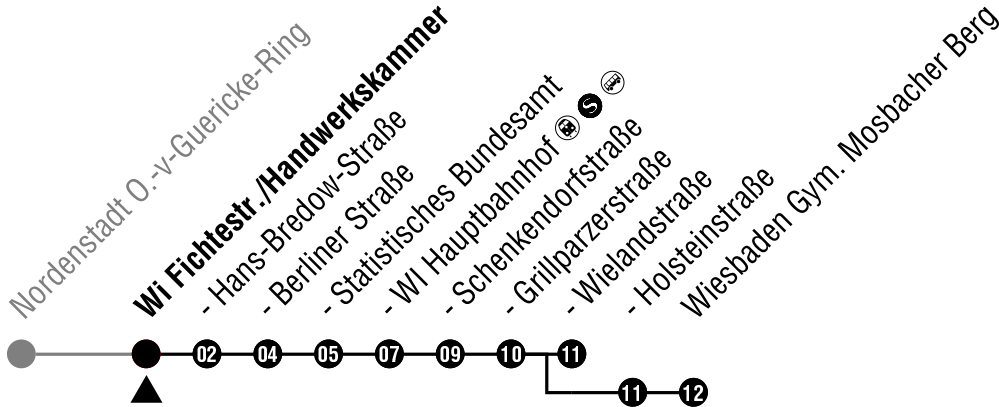 Nordenstadt O.-v-Guericke-Ring
Wi Fichtestr./Handwerkskammer
- Hans-Bredow-Straße
- Berliner Straße
- Statistisches Bundesamt
- WI Hauptbahnhof S
- Schenkendorfstraße
- Grillparzerstraße
- Wielandstraße
- Holsteinstraße
Wiesbaden Gym. Mosbacher Berg
02 04 05 07 09 10 11
11 12